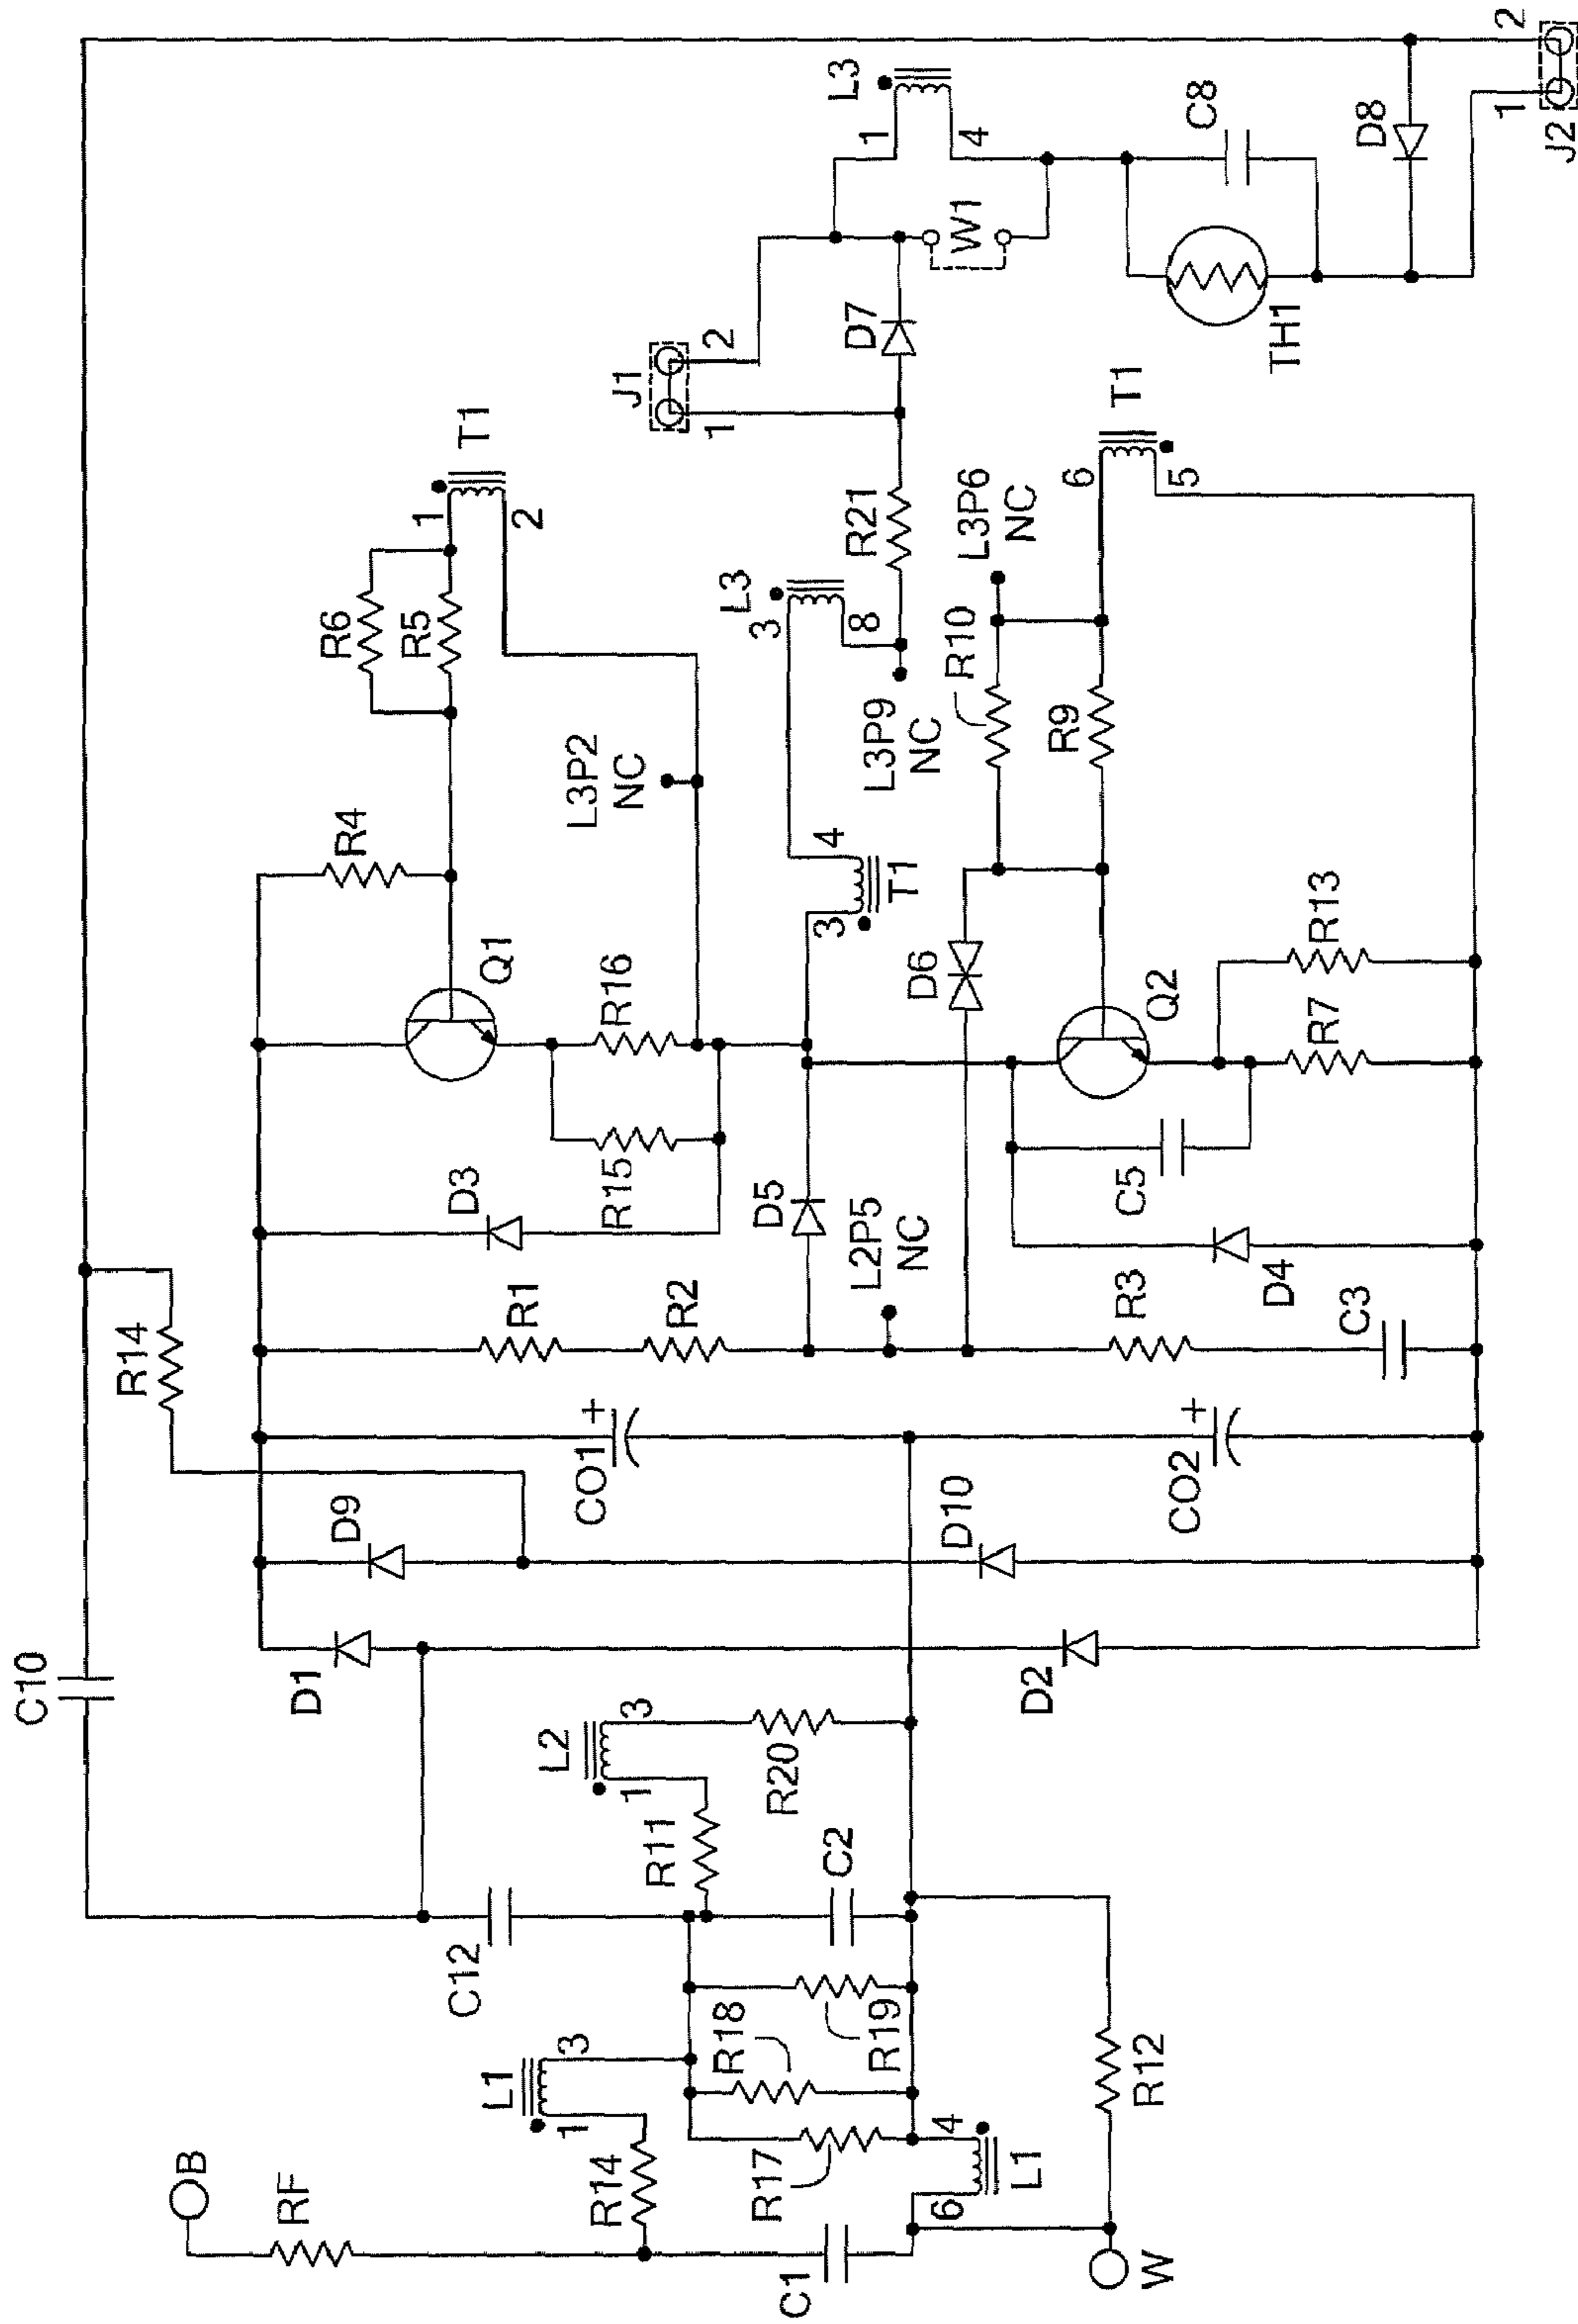 C10
2
L3
1
4
C8
D8
1
J2
W1
D7
J1
2
1
TH1
T1
1
2
R6
R5
L3
3
8
R21
L3P6
NC
T1
6
5
R10
L3P9
NC
R9
L3P2
NC
R4
4
T1
3
Q1
R16
D6
Q2
R13
R7
R15
D3
D5
L2P5
NC
C5
D4
R1
R2
R3
C3
R14
+
CO1
+
CO2
D9
D10
D1
D2
L2
3
1
R20
R11
C2
C12
L1
3
1
R18
R19
R14
R17
4
L1
6
R12
B
RF
C1
W